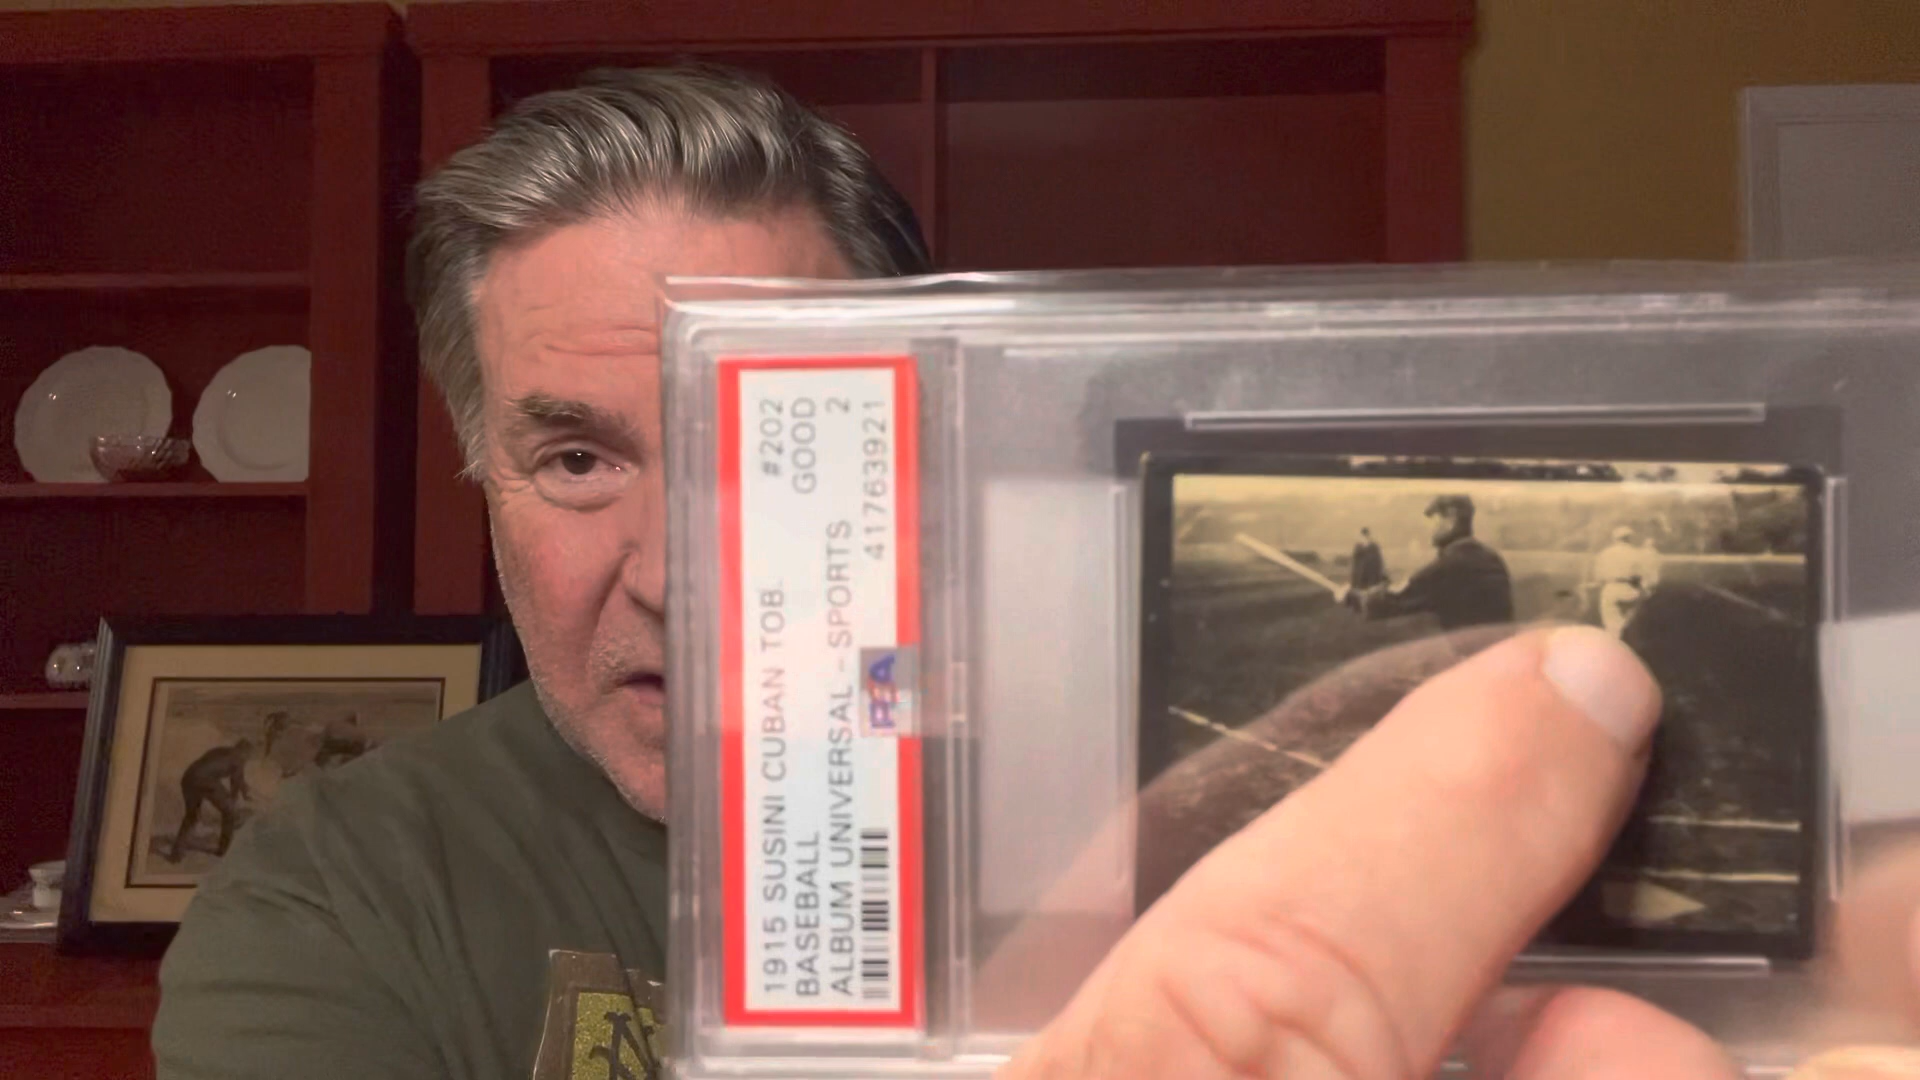 1915 SUSINI CUBAN TOB. #202
BASEBALL GOOD
ALBUM UNIVERSAL - SPORTS 2
41763921
PSA